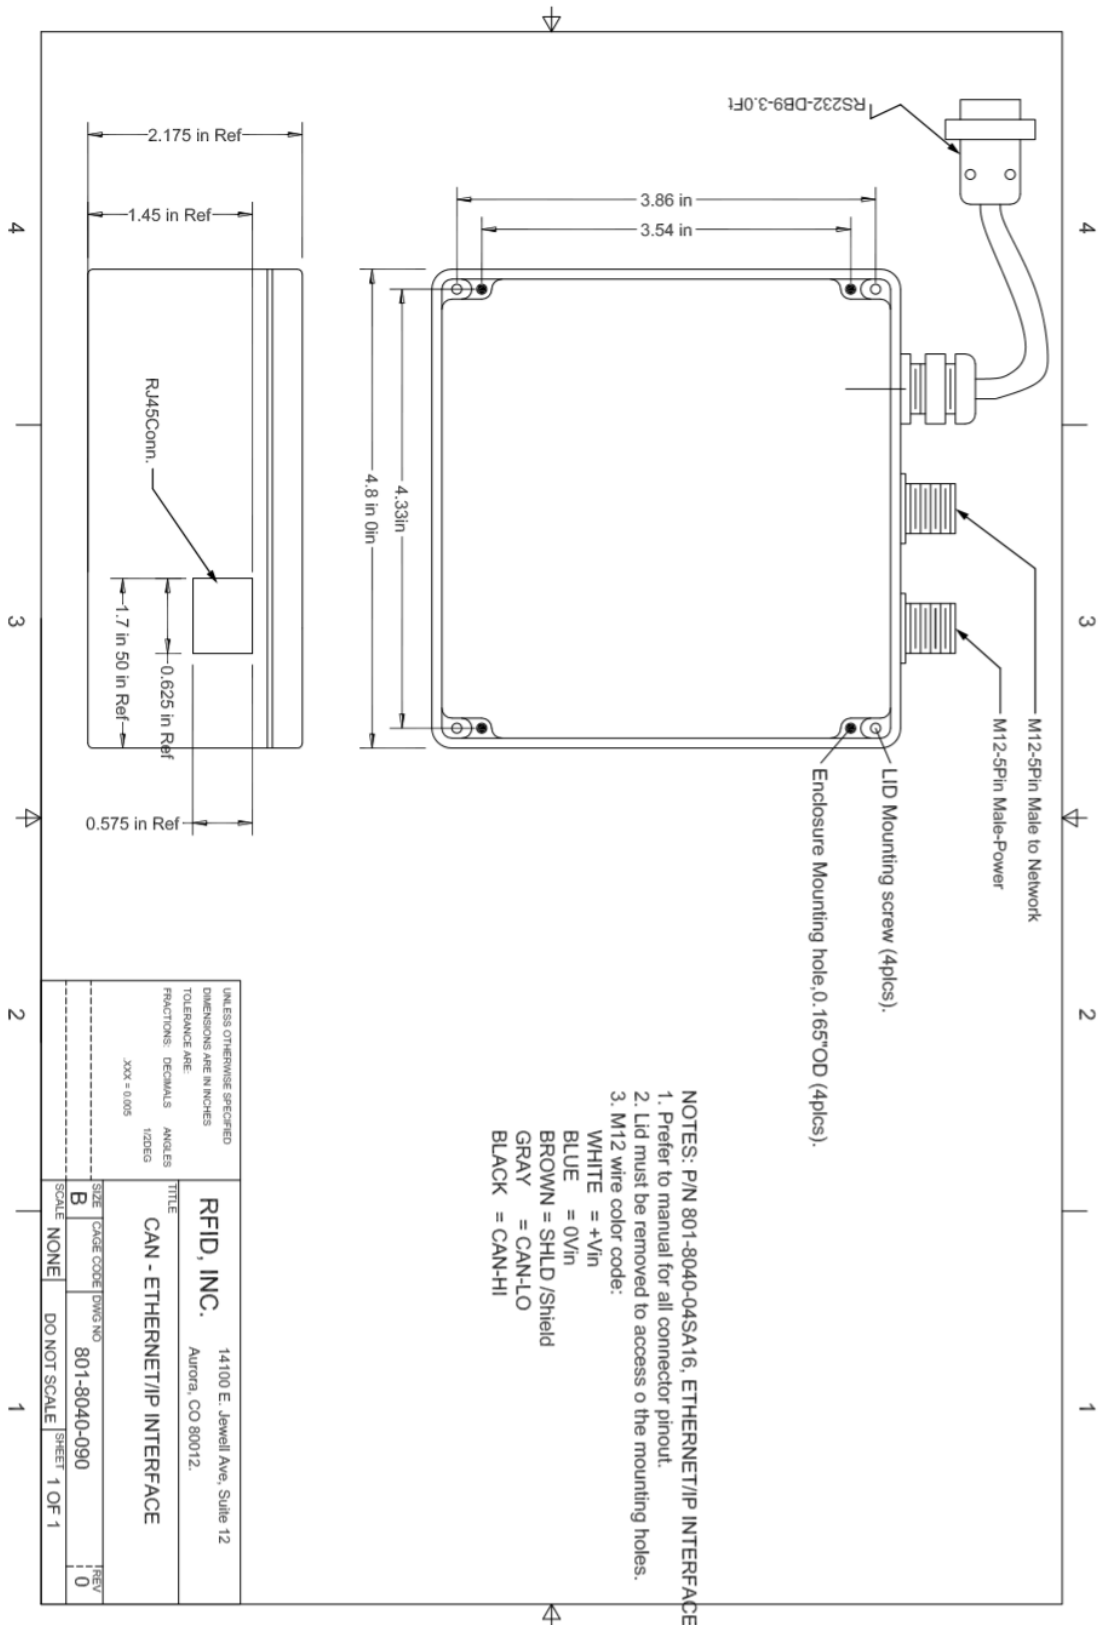 4
3
2
1
RS232-DB9-3.0Ft
M12-5Pin Male to Network
M12-5Pin Male-Power
LID Mounting screw (4plcs).
Enclosure Mounting hole,0.165"OD (4plcs).
3.86 in
3.54 in
4.33in
4.8 in 0in
2.175 in Ref
1.45 in Ref
RJ45Conn.
0.625 in Ref
1.7 in 50 in Ref
0.575 in Ref
NOTES: P/N 801-8040-04SA16, ETHERNET/IP INTERFACE
1. Prefer to manual for all connector pinout.
2. Lid must be removed to access o the mounting holes.
3. M12 wire color code:
WHITE = +Vin
BLUE = 0Vin
BROWN = SHLD /Shield
GRAY = CAN-LO
BLACK = CAN-HI
UNLESS OTHERWISE SPECIFIED
DIMENSIONS ARE IN INCHES
TOLERANCE ARE:
FRACTIONS: DECIMALS ANGLES
1/2DEG
.XXX = 0.005
RFID, INC.
14100 E. Jewell Ave, Suite 12
Aurora, CO 80012.
TITLE
CAN - ETHERNET/IP INTERFACE
SIZE
B
CAGE CODE
DWG NO
801-8040-090
REV
0
SCALE
NONE
DO NOT SCALE
SHEET
1 OF 1
4
3
2
1